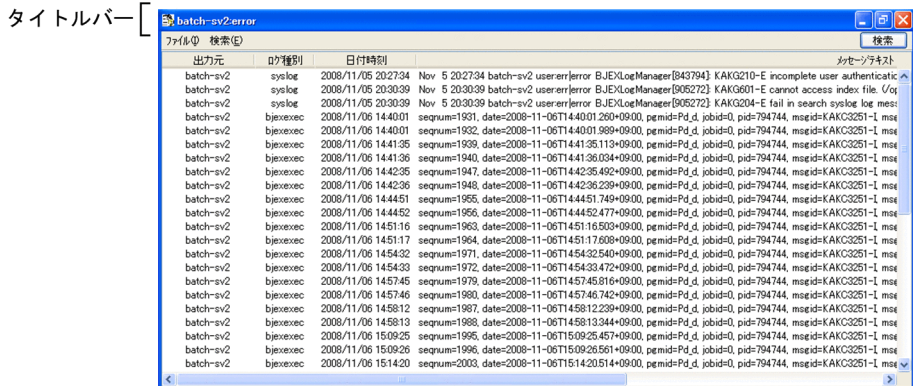 タイトルバー
batch-sv2:error
ファイル(I) 検索(E)
検索
出力元 ログ種別 日付時刻 メッセージテキスト
batch-sv2 syslog 2008/11/05 20:27:34 Nov 5 20:27:34 batch-sv2 user:err|error BJEXLogManager[843794]: KAKG210-E incomplete user authenticatic
batch-sv2 syslog 2008/11/05 20:30:39 Nov 5 20:30:39 batch-sv2 user:err|error BJEXLogManager[905272]: KAKG601-E cannot access index file. (/op
batch-sv2 syslog 2008/11/05 20:30:39 Nov 5 20:30:39 batch-sv2 user:err|error BJEXLogManager[905272]: KAKG204-E fail in search syslog log mess
batch-sv2 bjexexec 2008/11/06 14:40:01 seqnum=1931, date=2008-11-06T14:40:01.260+09:00, pgmid=Pd_d, jobid=0, pid=794744, msgid=KAKC3251-I, mse
batch-sv2 bjexexec 2008/11/06 14:40:01 seqnum=1932, date=2008-11-06T14:40:01.989+09:00, pgmid=Pd_d, jobid=0, pid=794744, msgid=KAKC3251-I, mse
batch-sv2 bjexexec 2008/11/06 14:41:35 seqnum=1939, date=2008-11-06T14:41:35.113+09:00, pgmid=Pd_d, jobid=0, pid=794744, msgid=KAKC3251-I, mse
batch-sv2 bjexexec 2008/11/06 14:41:36 seqnum=1940, date=2008-11-06T14:41:36.034+09:00, pgmid=Pd_d, jobid=0, pid=794744, msgid=KAKC3251-I, mse
batch-sv2 bjexexec 2008/11/06 14:42:35 seqnum=1947, date=2008-11-06T14:42:35.492+09:00, pgmid=Pd_d, jobid=0, pid=794744, msgid=KAKC3251-I, mse
batch-sv2 bjexexec 2008/11/06 14:42:36 seqnum=1948, date=2008-11-06T14:42:36.239+09:00, pgmid=Pd_d, jobid=0, pid=794744, msgid=KAKC3251-I, mse
batch-sv2 bjexexec 2008/11/06 14:44:51 seqnum=1955, date=2008-11-06T14:44:51.749+09:00, pgmid=Pd_d, jobid=0, pid=794744, msgid=KAKC3251-I, mse
batch-sv2 bjexexec 2008/11/06 14:44:52 seqnum=1956, date=2008-11-06T14:44:52.477+09:00, pgmid=Pd_d, jobid=0, pid=794744, msgid=KAKC3251-I, mse
batch-sv2 bjexexec 2008/11/06 14:51:16 seqnum=1963, date=2008-11-06T14:51:16.503+09:00, pgmid=Pd_d, jobid=0, pid=794744, msgid=KAKC3251-I, mse
batch-sv2 bjexexec 2008/11/06 14:51:17 seqnum=1964, date=2008-11-06T14:51:17.608+09:00, pgmid=Pd_d, jobid=0, pid=794744, msgid=KAKC3251-I, mse
batch-sv2 bjexexec 2008/11/06 14:54:32 seqnum=1971, date=2008-11-06T14:54:32.540+09:00, pgmid=Pd_d, jobid=0, pid=794744, msgid=KAKC3251-I, mse
batch-sv2 bjexexec 2008/11/06 14:54:33 seqnum=1972, date=2008-11-06T14:54:33.472+09:00, pgmid=Pd_d, jobid=0, pid=794744, msgid=KAKC3251-I, mse
batch-sv2 bjexexec 2008/11/06 14:57:45 seqnum=1979, date=2008-11-06T14:57:45.816+09:00, pgmid=Pd_d, jobid=0, pid=794744, msgid=KAKC3251-I, mse
batch-sv2 bjexexec 2008/11/06 14:57:46 seqnum=1980, date=2008-11-06T14:57:46.742+09:00, pgmid=Pd_d, jobid=0, pid=794744, msgid=KAKC3251-I, mse
batch-sv2 bjexexec 2008/11/06 14:58:12 seqnum=1987, date=2008-11-06T14:58:12.239+09:00, pgmid=Pd_d, jobid=0, pid=794744, msgid=KAKC3251-I, mse
batch-sv2 bjexexec 2008/11/06 14:58:13 seqnum=1988, date=2008-11-06T14:58:13.344+09:00, pgmid=Pd_d, jobid=0, pid=794744, msgid=KAKC3251-I, mse
batch-sv2 bjexexec 2008/11/06 15:09:25 seqnum=1995, date=2008-11-06T15:09:25.457+09:00, pgmid=Pd_d, jobid=0, pid=794744, msgid=KAKC3251-I, mse
batch-sv2 bjexexec 2008/11/06 15:09:26 seqnum=1996, date=2008-11-06T15:09:26.561+09:00, pgmid=Pd_d, jobid=0, pid=794744, msgid=KAKC3251-I, mse
batch-sv2 bjexexec 2008/11/06 15:14:20 seqnum=2003, date=2008-11-06T15:14:20.514+09:00, pgmid=Pd_d, jobid=0, pid=794744, msgid=KAKC3251-I, mse